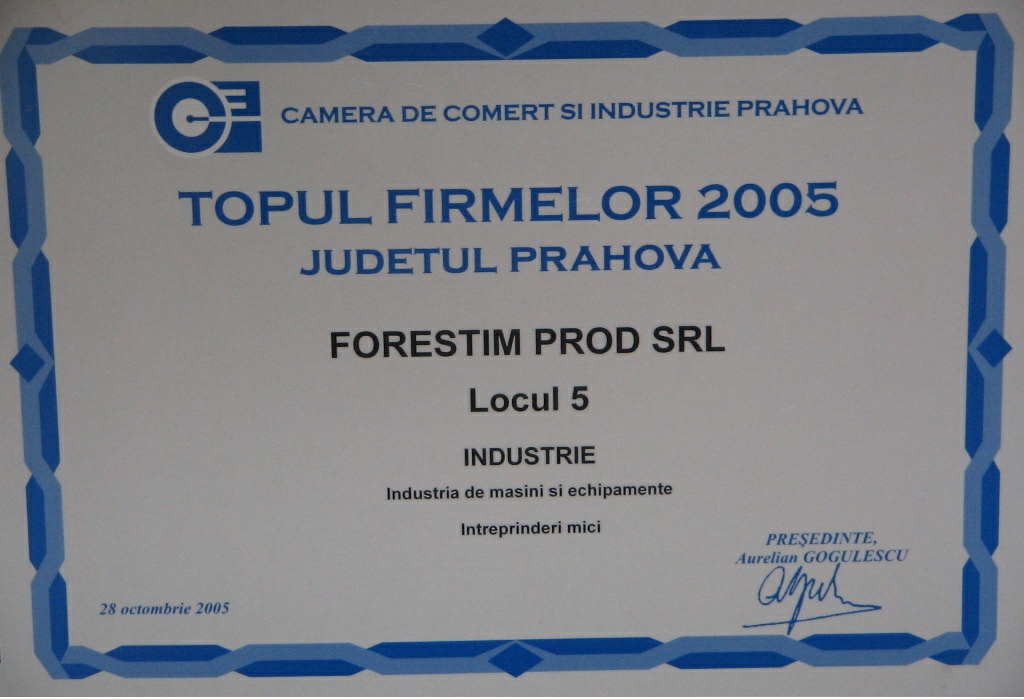 CAMERA DE COMERT SI INDUSTRIE PRAHOVA
TOPUL FIRMELOR 2005
JUDETUL PRAHOVA
FORESTIM PROD SRL
Locul 5
INDUSTRIE
Industria de masini si echipamente
Intreprinderi mici
PREŞEDINTE,
Aurelian GOGULESCU
28 octombrie 2005